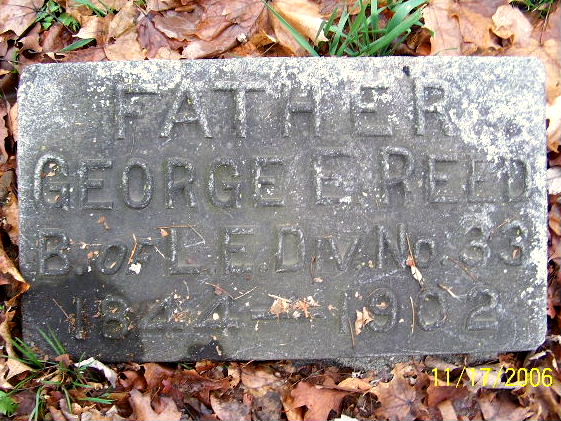 FATHER
GEORGE E. REED
B. OF L. E. DIV. NO. 33
1844 — 1902
11/17/2006